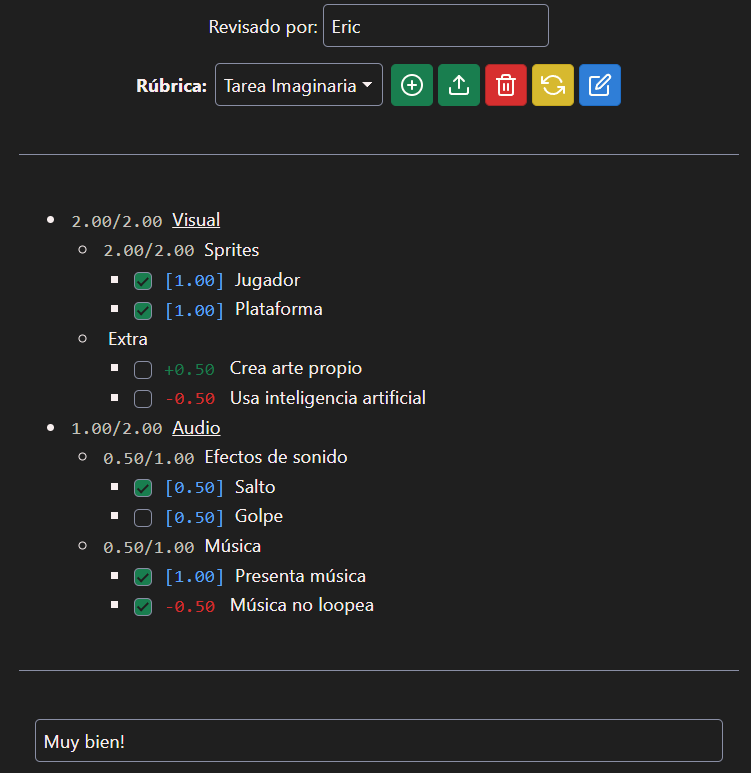 Revisado por: Eric
Rúbrica: Tarea Imaginaria
2.00/2.00 Visual
2.00/2.00 Sprites
[1.00] Jugador
[1.00] Plataforma
Extra
+0.50 Crea arte propio
-0.50 Usa inteligencia artificial
1.00/2.00 Audio
0.50/1.00 Efectos de sonido
[0.50] Salto
[0.50] Golpe
0.50/1.00 Música
[1.00] Presenta música
-0.50 Música no loopea
Muy bien!